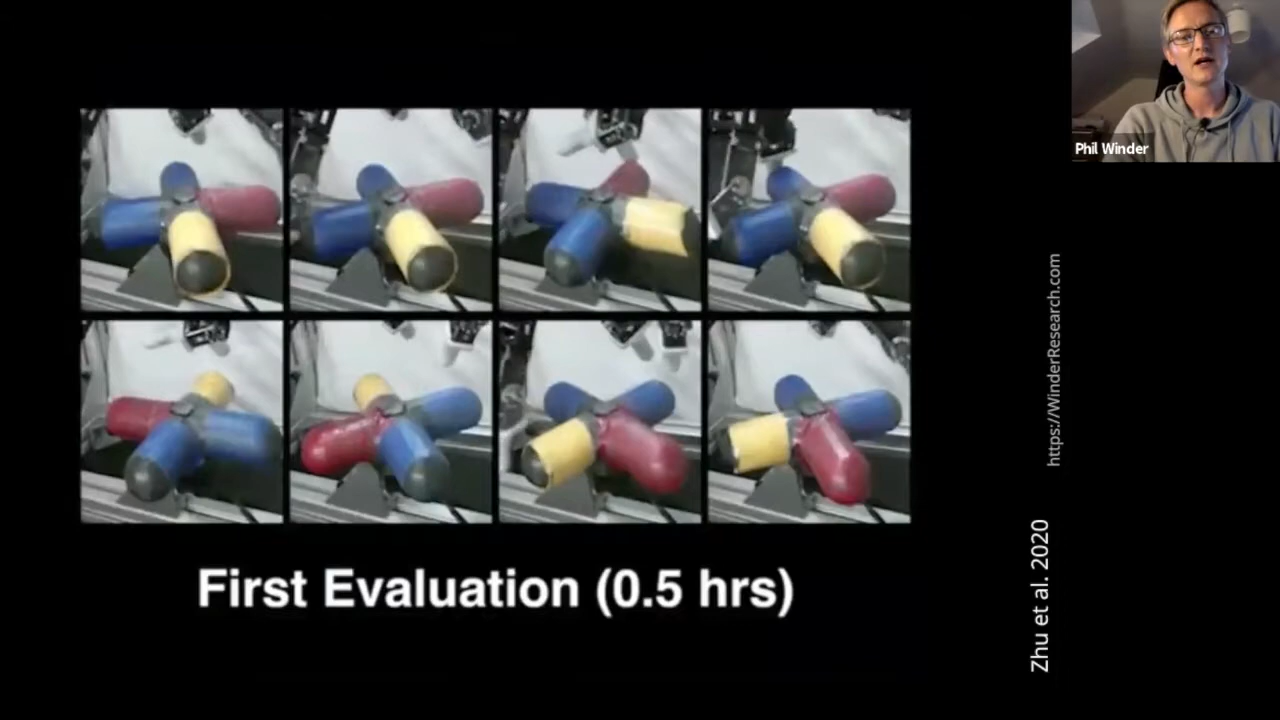 Phil Winder
https://WinderResearch.com
Zhu et al. 2020
First Evaluation (0.5 hrs)